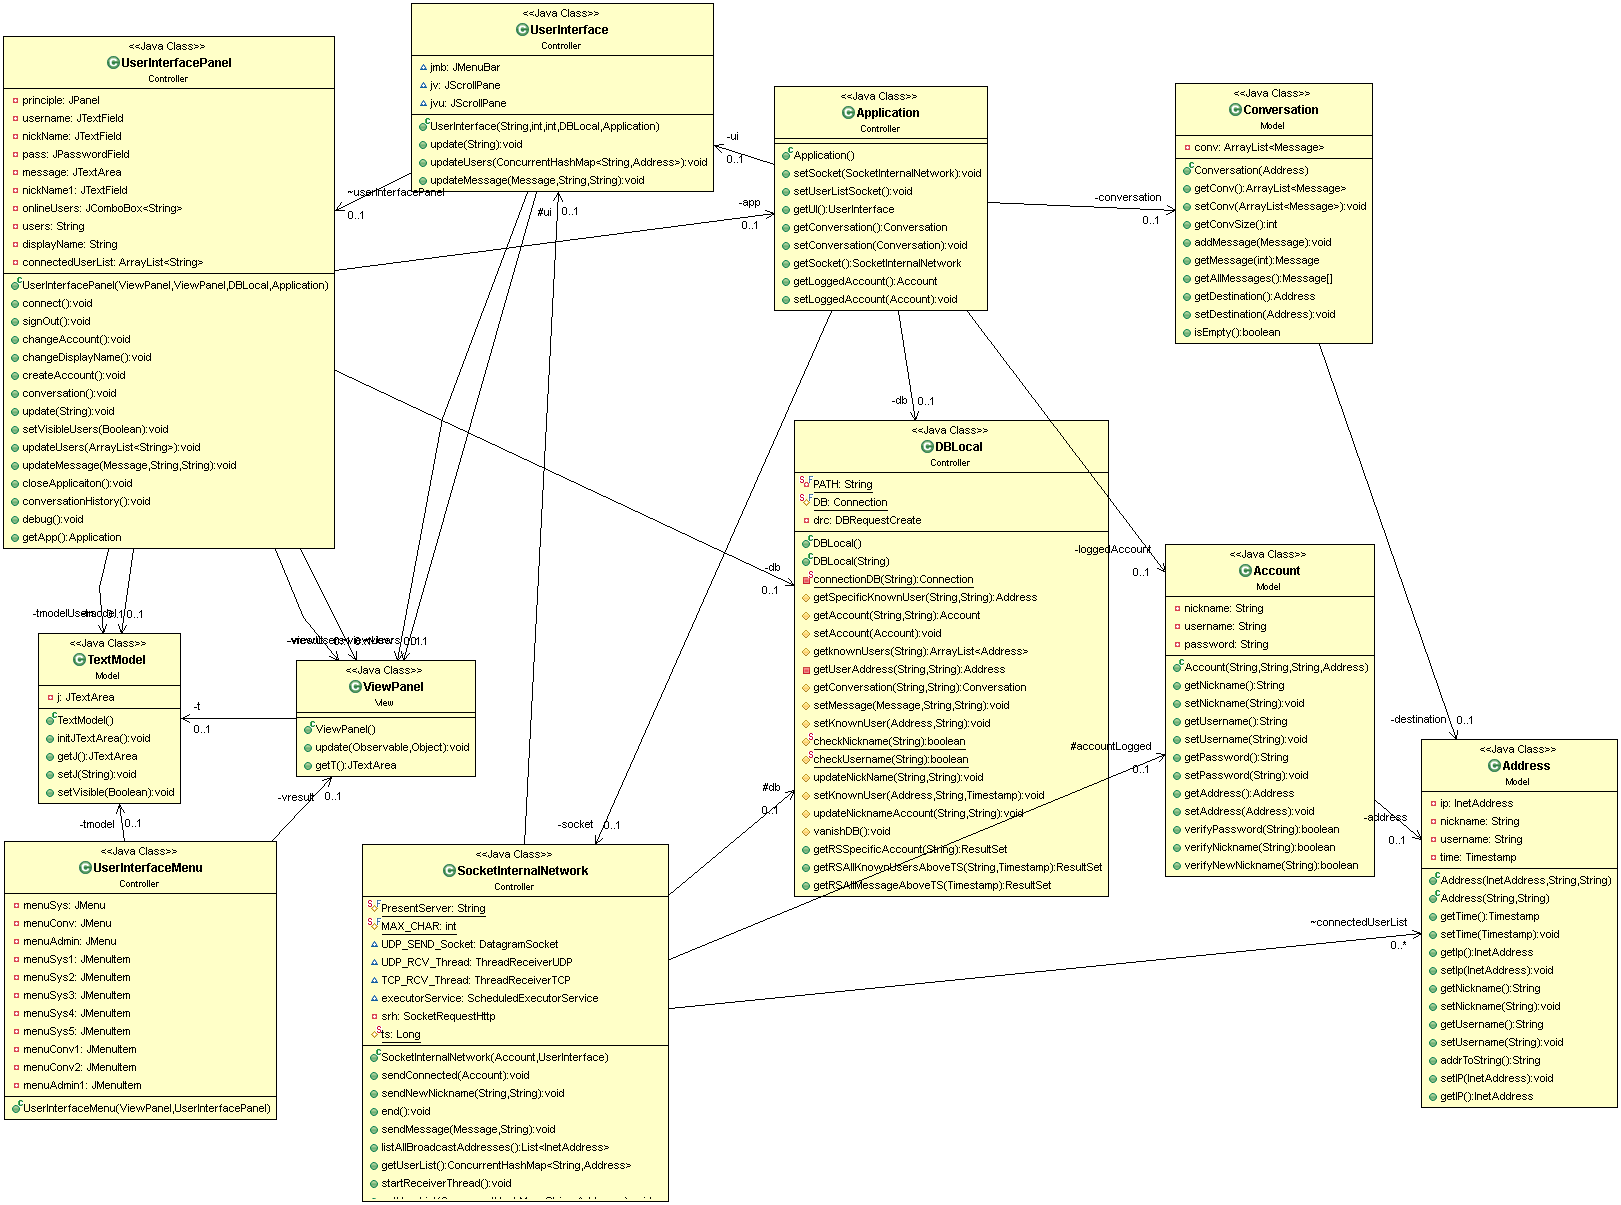 <<Java Class>>
UserInterfacePanel
Controller
principle: JPanel
username: JTextField
nickName: JTextField
pass: JPasswordField
message: JTextArea
nickName1: JTextField
onlineUsers: JComboBox<String>
users: String
displayName: String
connectedUserList: ArrayList<String>
UserInterfacePanel(ViewPanel,ViewPanel,DBLocal,Application)
connect():void
signOut():void
changeAccount():void
changeDisplayName():void
createAccount():void
conversation():void
update(String):void
setVisibleUsers(Boolean):void
updateUsers(ArrayList<String>):void
updateMessage(Message,String,String):void
closeApplicaiton():void
conversationHistory():void
debug():void
getApp():Application
<<Java Class>>
UserInterface
Controller
jmb: JMenuBar
jv: JScrollPane
jvu: JScrollPane
UserInterface(String,int,int,DBLocal,Application)
update(String):void
updateUsers(ConcurrentHashMap<String,Address>):void
updateMessage(Message,String,String):void
~userInterfacePanel
0..1
#ui
0..1
-ui
0..1
-app
0..1
<<Java Class>>
Application
Controller
Application()
setSocket(SocketInternalNetwork):void
setUserListSocket():void
getUI():UserInterface
getConversation():Conversation
setConversation(Conversation):void
getSocket():SocketInternalNetwork
getLoggedAccount():Account
setLoggedAccount(Account):void
-conversation
0..1
<<Java Class>>
Conversation
Model
conv: ArrayList<Message>
Conversation(Address)
getConv():ArrayList<Message>
setConv(ArrayList<Message>):void
getConvSize():int
addMessage(Message):void
getMessage(int):Message
getAllMessages():Message[]
getDestination():Address
setDestination(Address):void
isEmpty():boolean
-db
0..1
<<Java Class>>
DBLocal
Controller
PATH: String
DB: Connection
drc: DBRequestCreate
DBLocal()
DBLocal(String)
connectionDB(String):Connection
getSpecificKnownUser(String,String):Address
getAccount(String,String):Account
setAccount(Account):void
getknownUsers(String):ArrayList<Address>
getUserAddress(String,String):Address
getConversation(String,String):Conversation
setMessage(Message,String,String):void
setKnownUser(Address,String):void
checkNickname(String):boolean
checkUsername(String):boolean
updateNickName(String,String):void
setKnownUser(Address,String,Timestamp):void
updateNicknameAccount(String,String):void
vanishDB():void
getRSSpecificAccount(String):ResultSet
getRSAllKnownUsersAboveTS(String,Timestamp):ResultSet
getRSAllMessageAboveTS(Timestamp):ResultSet
-db
0..1
#db
0..1
-loggedAccount
0..1
#accountLogged
0..1
<<Java Class>>
Account
Model
nickname: String
username: String
password: String
Account(String,String,String,Address)
getNickname():String
setNickname(String):void
getUsername():String
setUsername(String):void
getPassword():String
setPassword(String):void
getAddress():Address
setAddress(Address):void
verifyPassword(String):boolean
verifyNickname(String):boolean
verifyNewNickname(String):boolean
-destination
0..1
-address
0..1
~connectedUserList
0..*
<<Java Class>>
Address
Model
ip: InetAddress
nickname: String
username: String
time: Timestamp
Address(InetAddress,String,String)
Address(String,String)
getTime():Timestamp
setTime(Timestamp):void
getIp():InetAddress
setIp(InetAddress):void
getNickname():String
setNickname(String):void
getUsername():String
setUsername(String):void
addrToString():String
setIP(InetAddress):void
getIP():InetAddress
0..1
<<Java Class>>
TextModel
Model
j: JTextArea
TextModel()
initJTextArea():void
getJ():JTextArea
setJ(String):void
setVisible(Boolean):void
-t
0..1
<<Java Class>>
ViewPanel
View
ViewPanel()
update(Observable,Object):void
getT():JTextArea
-vresult
0..1
-tmodel
0..1
<<Java Class>>
UserInterfaceMenu
Controller
menuSys: JMenu
menuConv: JMenu
menuAdmin: JMenu
menuSys1: JMenuItem
menuSys2: JMenuItem
menuSys3: JMenuItem
menuSys4: JMenuItem
menuSys5: JMenuItem
menuConv1: JMenuItem
menuConv2: JMenuItem
menuAdmin1: JMenuItem
UserInterfaceMenu(ViewPanel,UserInterfacePanel)
-socket
0..1
<<Java Class>>
SocketInternalNetwork
Controller
PresentServer: String
MAX_CHAR: int
UDP_SEND_Socket: DatagramSocket
UDP_RCV_Thread: ThreadReceiverUDP
TCP_RCV_Thread: ThreadReceiverTCP
executorService: ScheduledExecutorService
srh: SocketRequestHttp
ts: Long
SocketInternalNetwork(Account,UserInterface)
sendConnected(Account):void
sendNewNickname(String,String):void
end():void
sendMessage(Message,String):void
listAllBroadcastAddresses():List<InetAddress>
getUserList():ConcurrentHashMap<String,Address>
startReceiverThread():void